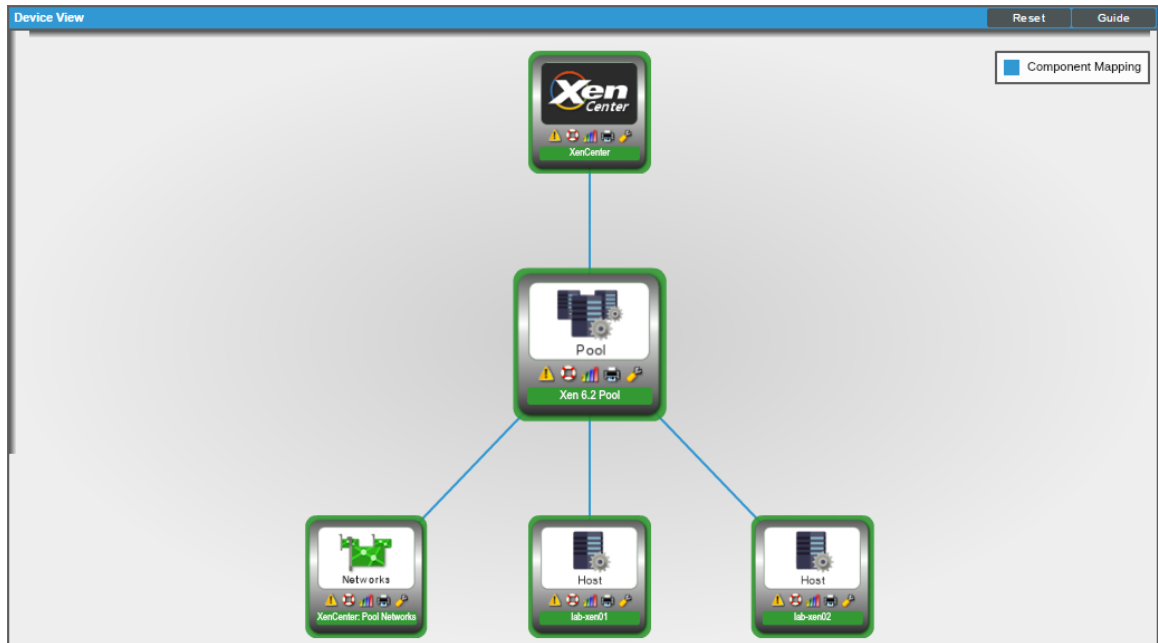 Device View
Reset
Guide
Component Mapping
Xen
Center
XenCenter
Pool
Xen 6.2 Pool
Networks
XenCenter: Pool Networks
Host
lab-xen01
Host
lab-xen02